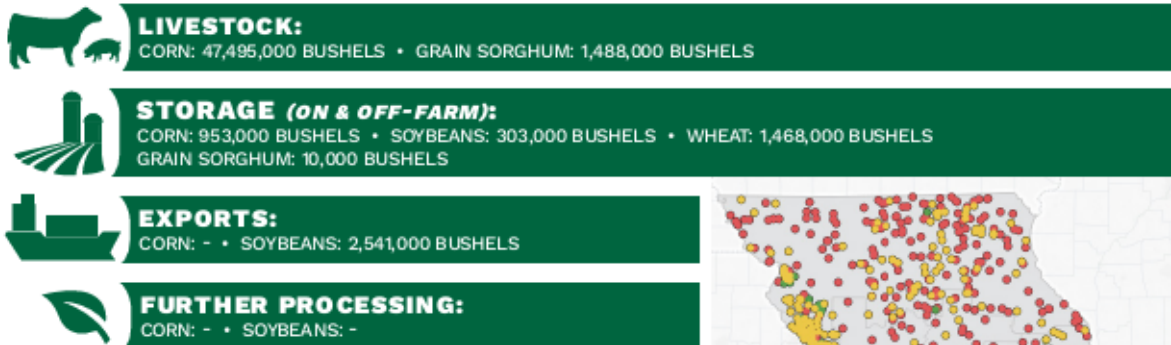 LIVESTOCK:
CORN: 47,495,000 BUSHELS • GRAIN SORGHUM: 1,488,000 BUSHELS
STORAGE (ON & OFF-FARM):
CORN: 953,000 BUSHELS • SOYBEANS: 303,000 BUSHELS • WHEAT: 1,468,000 BUSHELS
GRAIN SORGHUM: 10,000 BUSHELS
EXPORTS:
CORN: - • SOYBEANS: 2,541,000 BUSHELS
FURTHER PROCESSING:
CORN: - • SOYBEANS: -